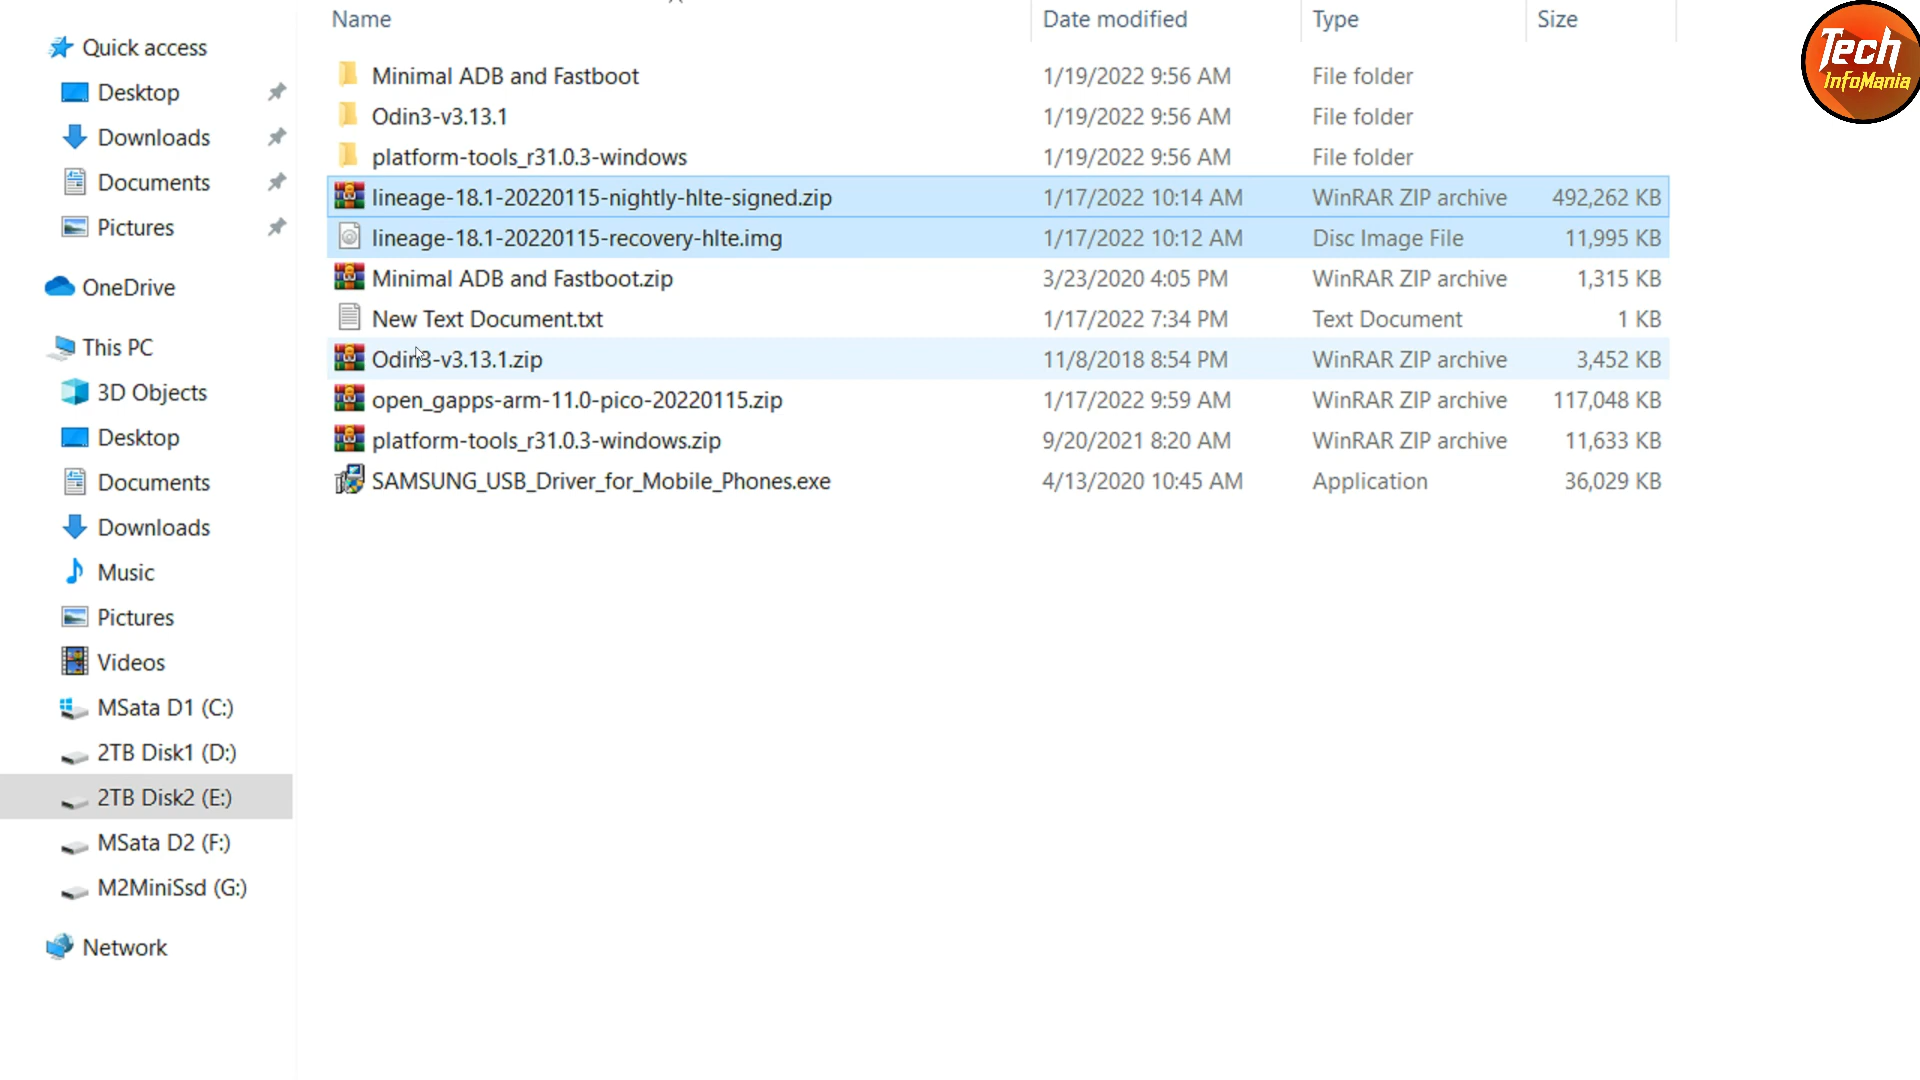 Name Date modified Type Size
Quick access
Desktop
Downloads
Documents
Pictures
OneDrive
This PC
3D Objects
Desktop
Documents
Downloads
Music
Pictures
Videos
MSata D1 (C:)
2TB Disk1 (D:)
2TB Disk2 (E:)
MSata D2 (F:)
M2MiniSsd (G:)
Network
Minimal ADB and Fastboot 1/19/2022 9:56 AM File folder
Odin3-v3.13.1 1/19/2022 9:56 AM File folder
platform-tools_r31.0.3-windows 1/19/2022 9:56 AM File folder
lineage-18.1-20220115-nightly-hlte-signed.zip 1/17/2022 10:14 AM WinRAR ZIP archive 492,262 KB
lineage-18.1-20220115-recovery-hlte.img 1/17/2022 10:12 AM Disc Image File 11,995 KB
Minimal ADB and Fastboot.zip 3/23/2020 4:05 PM WinRAR ZIP archive 1,315 KB
New Text Document.txt 1/17/2022 7:34 PM Text Document 1 KB
Odin3-v3.13.1.zip 11/8/2018 8:54 PM WinRAR ZIP archive 3,452 KB
open_gapps-arm-11.0-pico-20220115.zip 1/17/2022 9:59 AM WinRAR ZIP archive 117,048 KB
platform-tools_r31.0.3-windows.zip 9/20/2021 8:20 AM WinRAR ZIP archive 11,633 KB
SAMSUNG_USB_Driver_for_Mobile_Phones.exe 4/13/2020 10:45 AM Application 36,029 KB
Tech
InfoMania